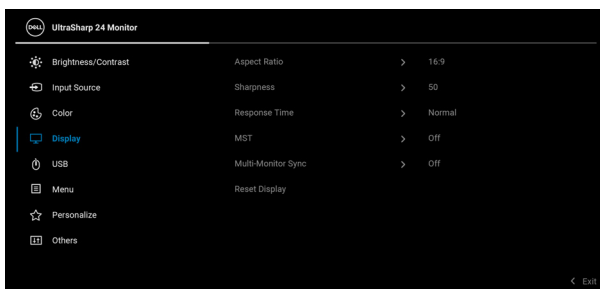 DELL UltraSharp 24 Monitor
Brightness/Contrast Aspect Ratio > 16:9
Input Source Sharpness > 50
Color Response Time > Normal
Display MST > Off
USB Multi-Monitor Sync > Off
Menu Reset Display
Personalize
Others
< Exit